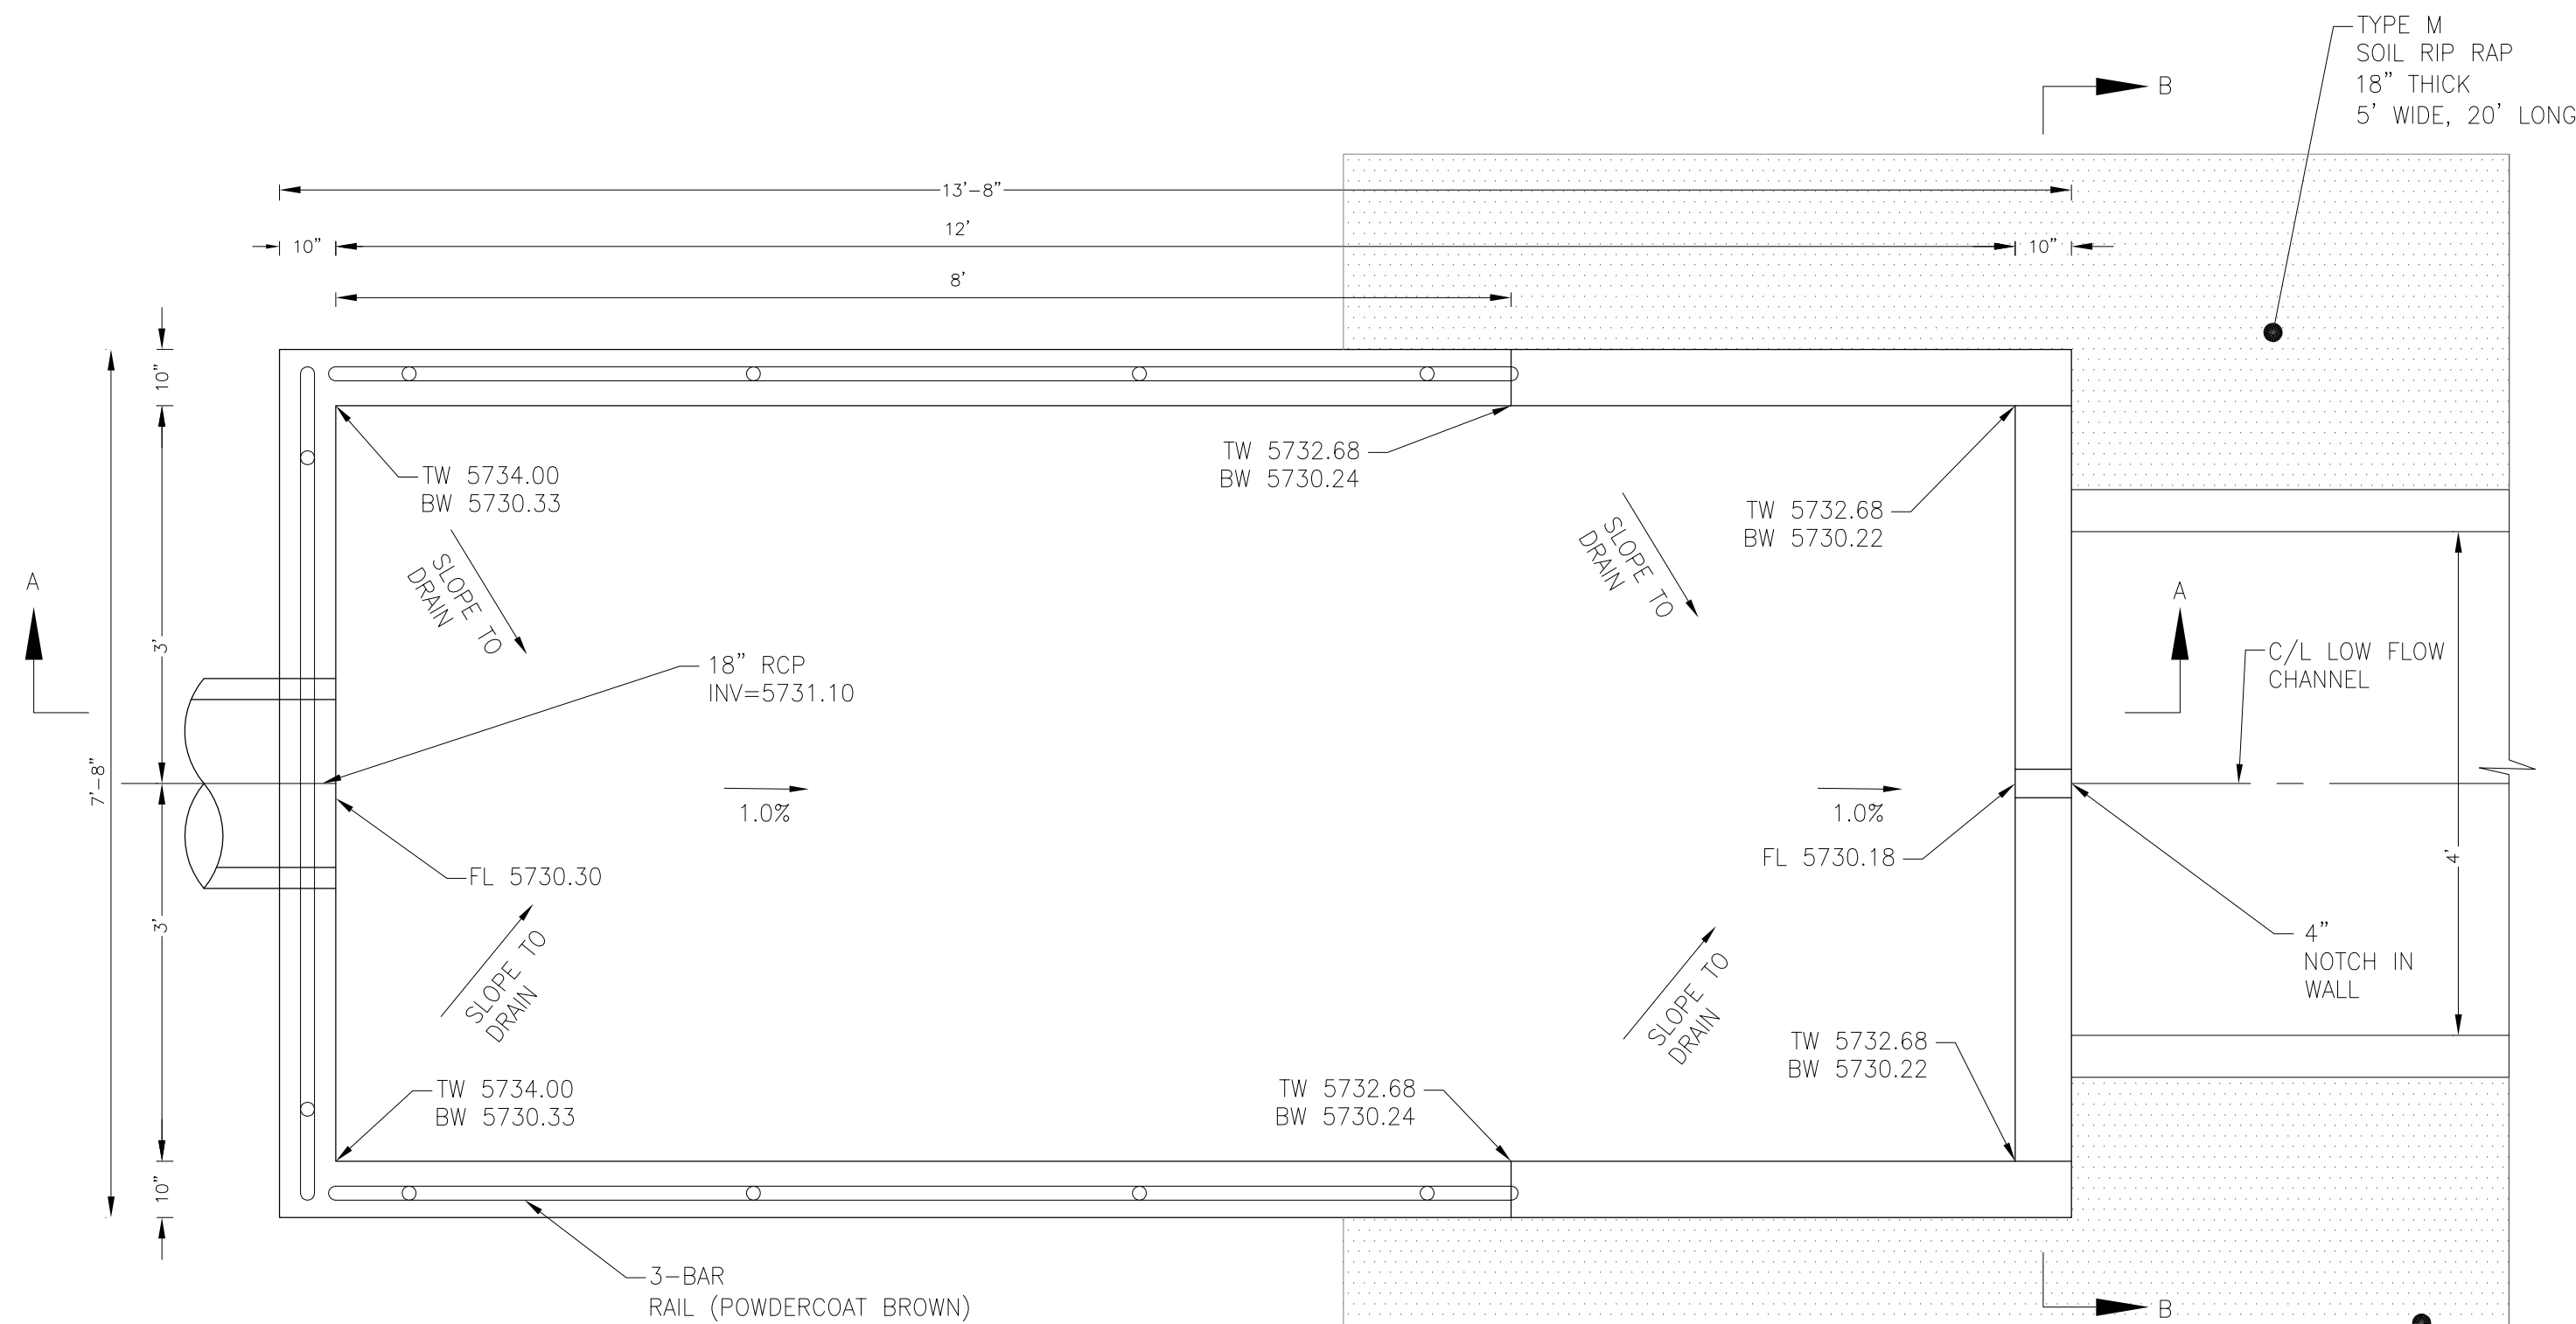 TYPE M
SOIL RIP RAP
18" THICK
5' WIDE, 20' LONG
B
13'-8"
12'
10"
10"
8'
10"
TW 5732.68
BW 5730.24
TW 5734.00
BW 5730.33
TW 5732.68
BW 5730.22
SLOPE TO
DRAIN
SLOPE TO
DRAIN
A
A
3'
18" RCP
INV=5731.10
C/L LOW FLOW
CHANNEL
7'-8"
1.0%
1.0%
FL 5730.18
4'
FL 5730.30
3'
4"
NOTCH IN
WALL
SLOPE TO
DRAIN
SLOPE TO
DRAIN
TW 5732.68
BW 5730.22
TW 5734.00
BW 5730.33
TW 5732.68
BW 5730.24
10"
3-BAR
RAIL (POWDERCOAT BROWN)
B